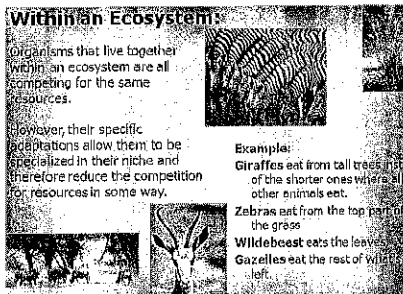 Within an Ecosystem:
Organisms that live together
within an ecosystem are all
competing for the same
resources.
However, their specific
adaptations allow them to be
specialized in their niche and
therefore reduce the competition
for resources in some way.
Example:
Giraffes eat from tall trees inst
of the shorter ones where all
other animals eat.
Zebras eat from the top part of
the grass
Wildebeest eats the leaves
Gazelles eat the rest of what
left.